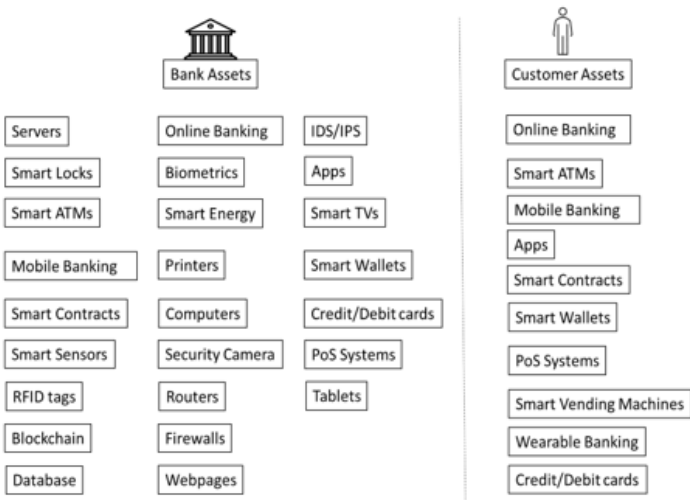 Bank Assets
Customer Assets
Servers
Smart Locks
Smart ATMs
Mobile Banking
Smart Contracts
Smart Sensors
RFID tags
Blockchain
Database
Online Banking
Biometrics
Smart Energy
Printers
Computers
Security Camera
Routers
Firewalls
Webpages
IDS/IPS
Apps
Smart TVs
Smart Wallets
Credit/Debit cards
PoS Systems
Tablets
Online Banking
Smart ATMs
Mobile Banking
Apps
Smart Contracts
Smart Wallets
PoS Systems
Smart Vending Machines
Wearable Banking
Credit/Debit cards